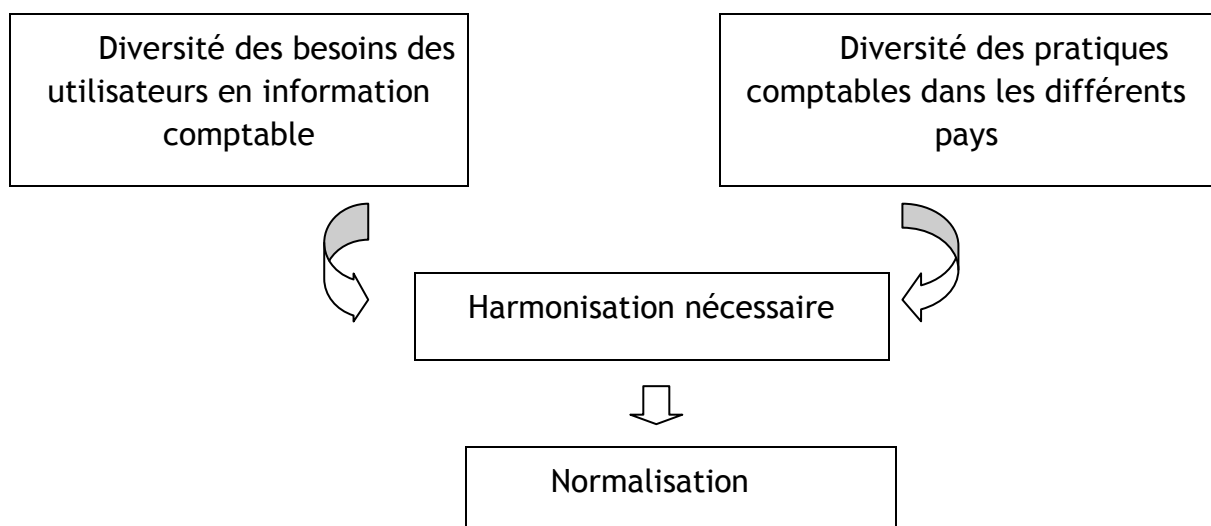 Diversité des besoins des
utilisateurs en information
comptable
Diversité des pratiques
comptables dans les différents
pays
Harmonisation nécessaire
Normalisation